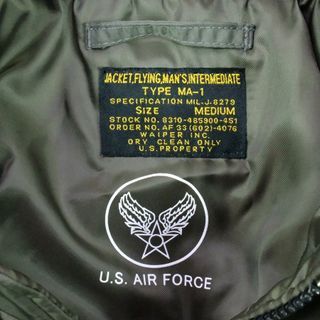 JACKET,FLYING,MAN'S,INTERMEDIATE
TYPE MA-1
SPECIFICATION MIL-J-8279
SIZE MEDIUM
STOCK NO. 8310-485900-451
ORDER NO. AF 33(602)-4076
WAIPER INC.
DRY CLEAN ONLY
U.S. PROPERTY
U.S. AIR FORCE